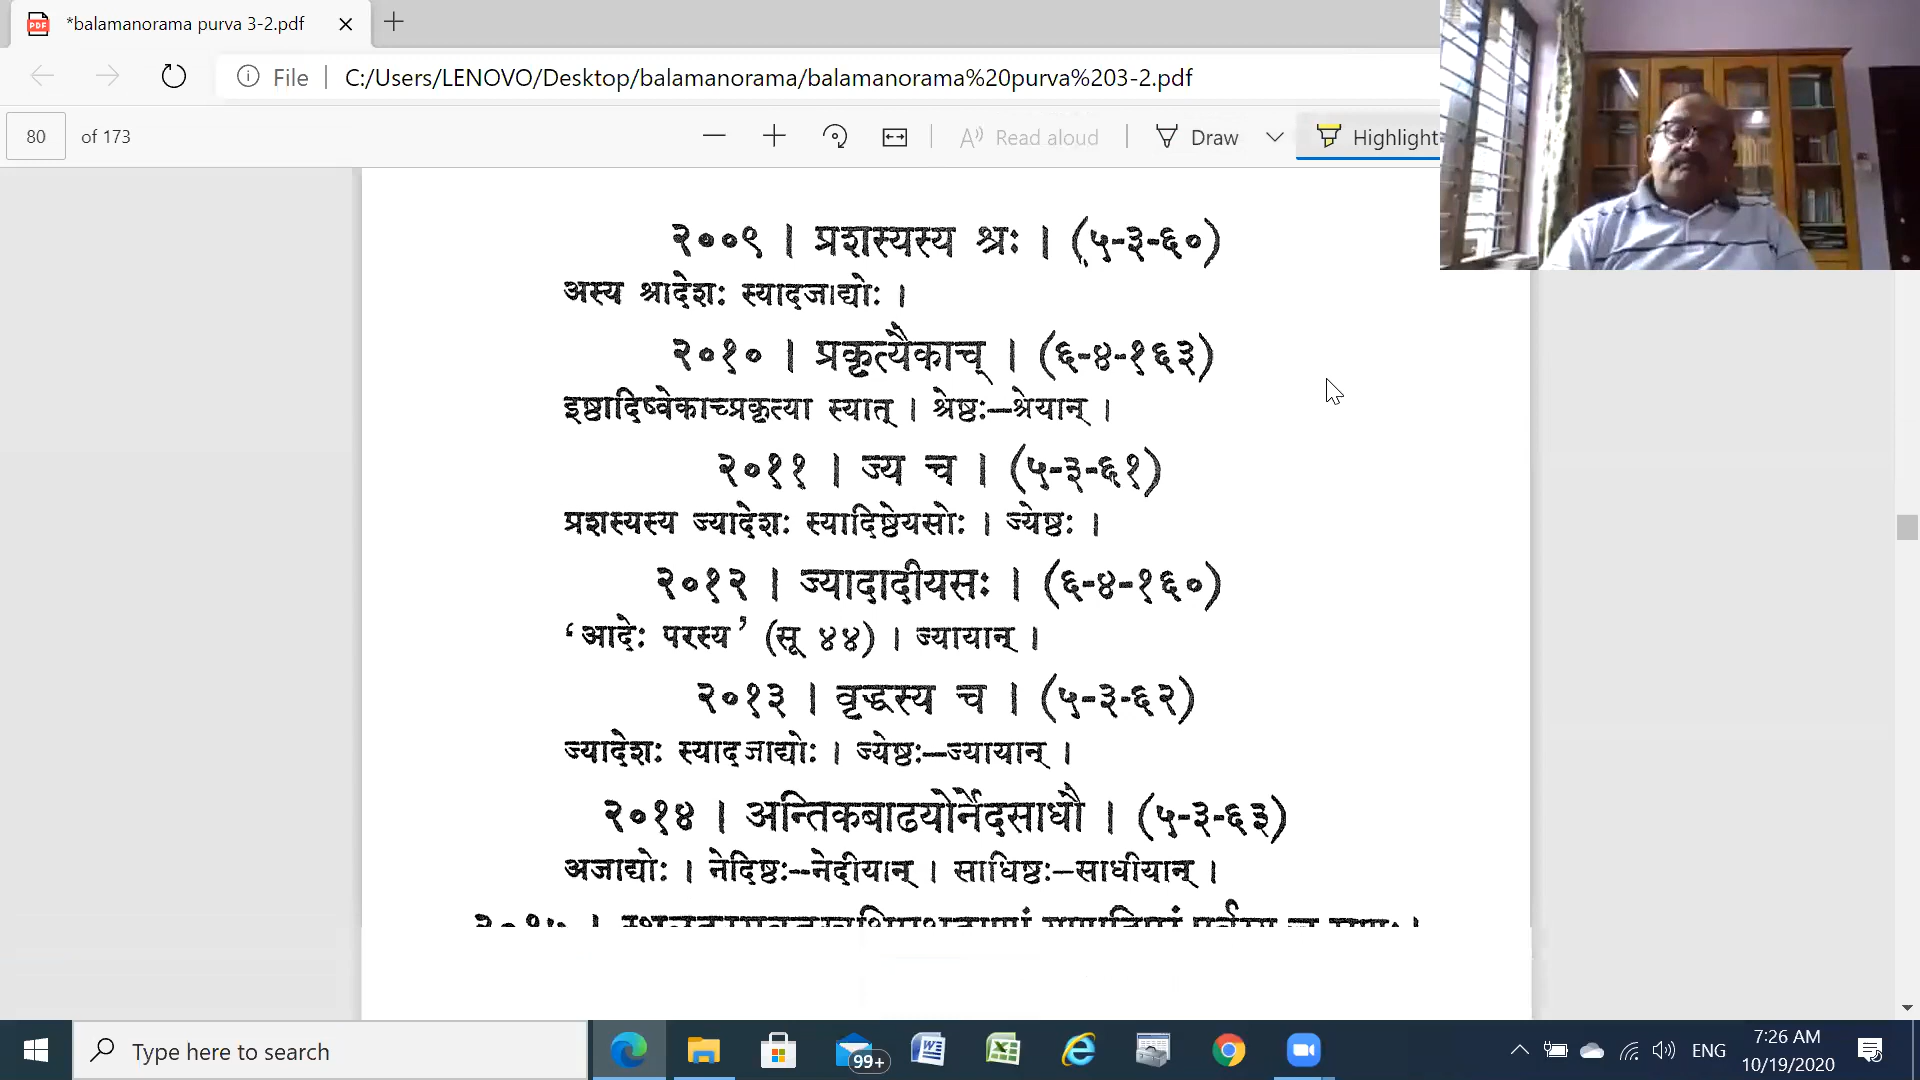 *balamanorama purva 3-2.pdf
File
C:/Users/LENOVO/Desktop/balamanorama/balamanorama%20purva%203-2.pdf
80 of 173
Read aloud
Draw
Highlight
२००९ । प्रशस्यस्य श्रः । (५-३-६०)
अस्य श्रादेशः स्यादजाद्योः ।
२०१० । प्रकृत्यैकाच् । (६-४-१६३)
इष्ठादिष्वेकाच्प्रकृत्या स्यात् । श्रेष्ठः—श्रेयान् ।
२०११ । ज्य च । (५-३-६१)
प्रशस्यस्य ज्यादेशः स्यादिष्ठेयसोः । ज्येष्ठः ।
२०१२ । ज्यादादीयसः । (६-४-१६०)
‘आदेः परस्य’ (सू ४४) । ज्यायान् ।
२०१३ । वृद्धस्य च । (५-३-६२)
ज्यादेशः स्यादजाद्योः । ज्येष्ठः—ज्यायान् ।
२०१४ । अन्तिकबाढयोर्नेदसाधौ । (५-३-६३)
अजाद्योः । नेदिष्ठः--नेदीयान् । साधिष्ठः—साधीयान् ।
Type here to search
99+
ENG
7:26 AM
10/19/2020